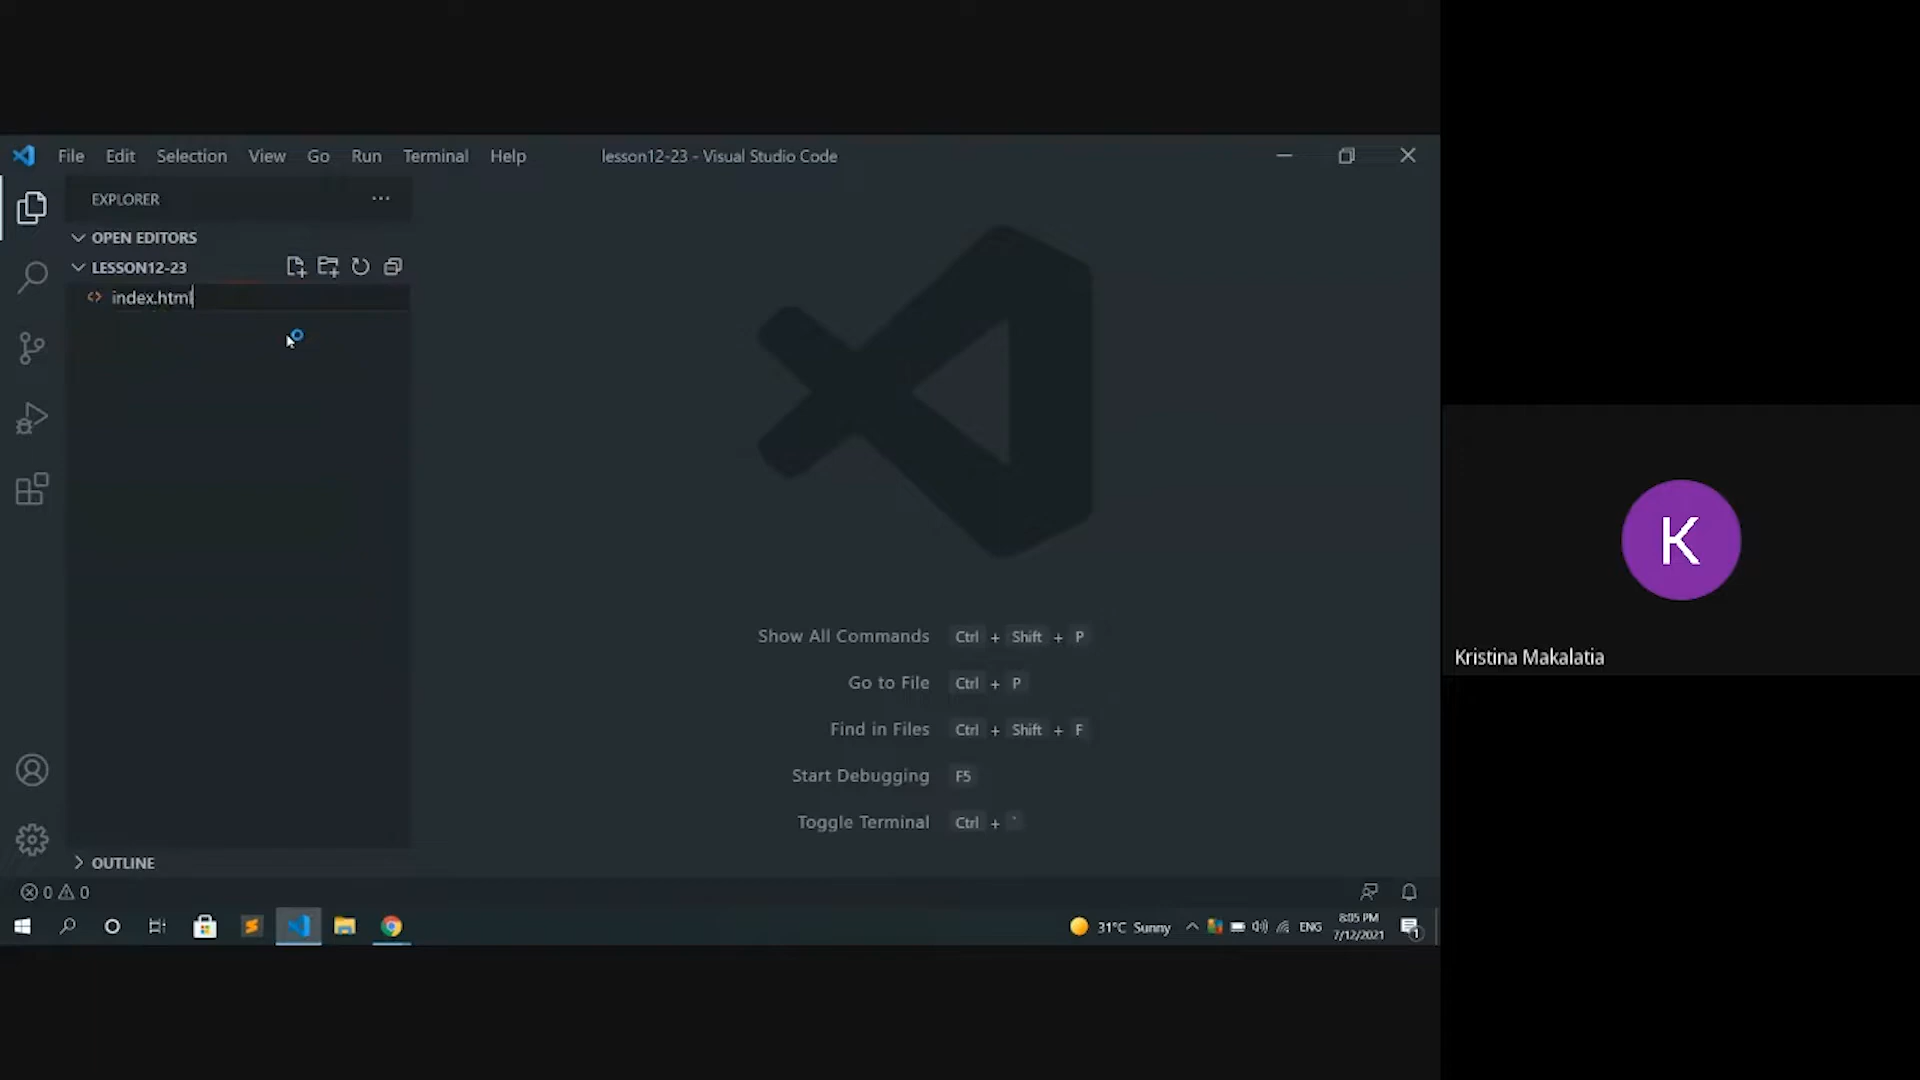 File Edit Selection View Go Run Terminal Help lesson12-23 - Visual Studio Code
EXPLORER
OPEN EDITORS
LESSON12-23
<> index.html
Show All Commands Ctrl + Shift + P
Go to File Ctrl + P
Find in Files Ctrl + Shift + F
Start Debugging F5
Toggle Terminal Ctrl + `
OUTLINE
0 0
31°C Sunny ENG 8:05 PM
7/12/2021
1
K
Kristina Makalatia